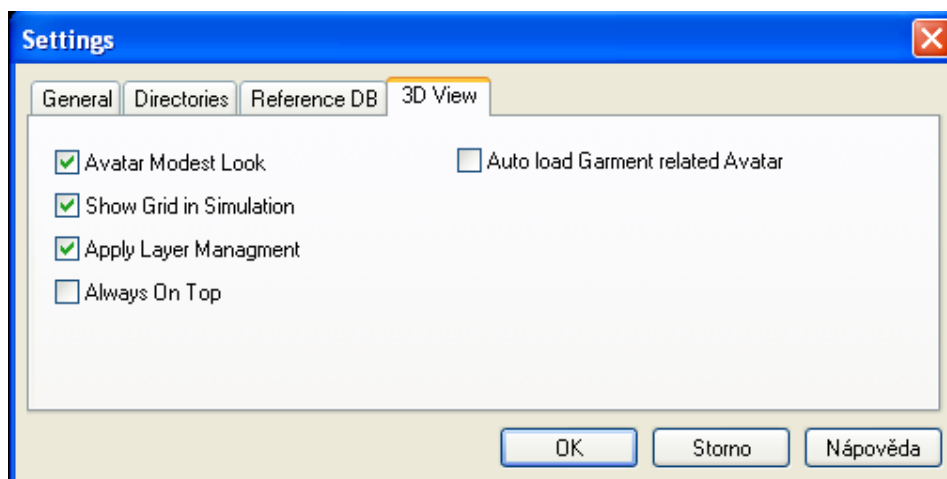 Settings
General Directories Reference DB 3D View
Avatar Modest Look Auto load Garment related Avatar
Show Grid in Simulation
Apply Layer Managment
Always On Top
OK Storno Nápověda